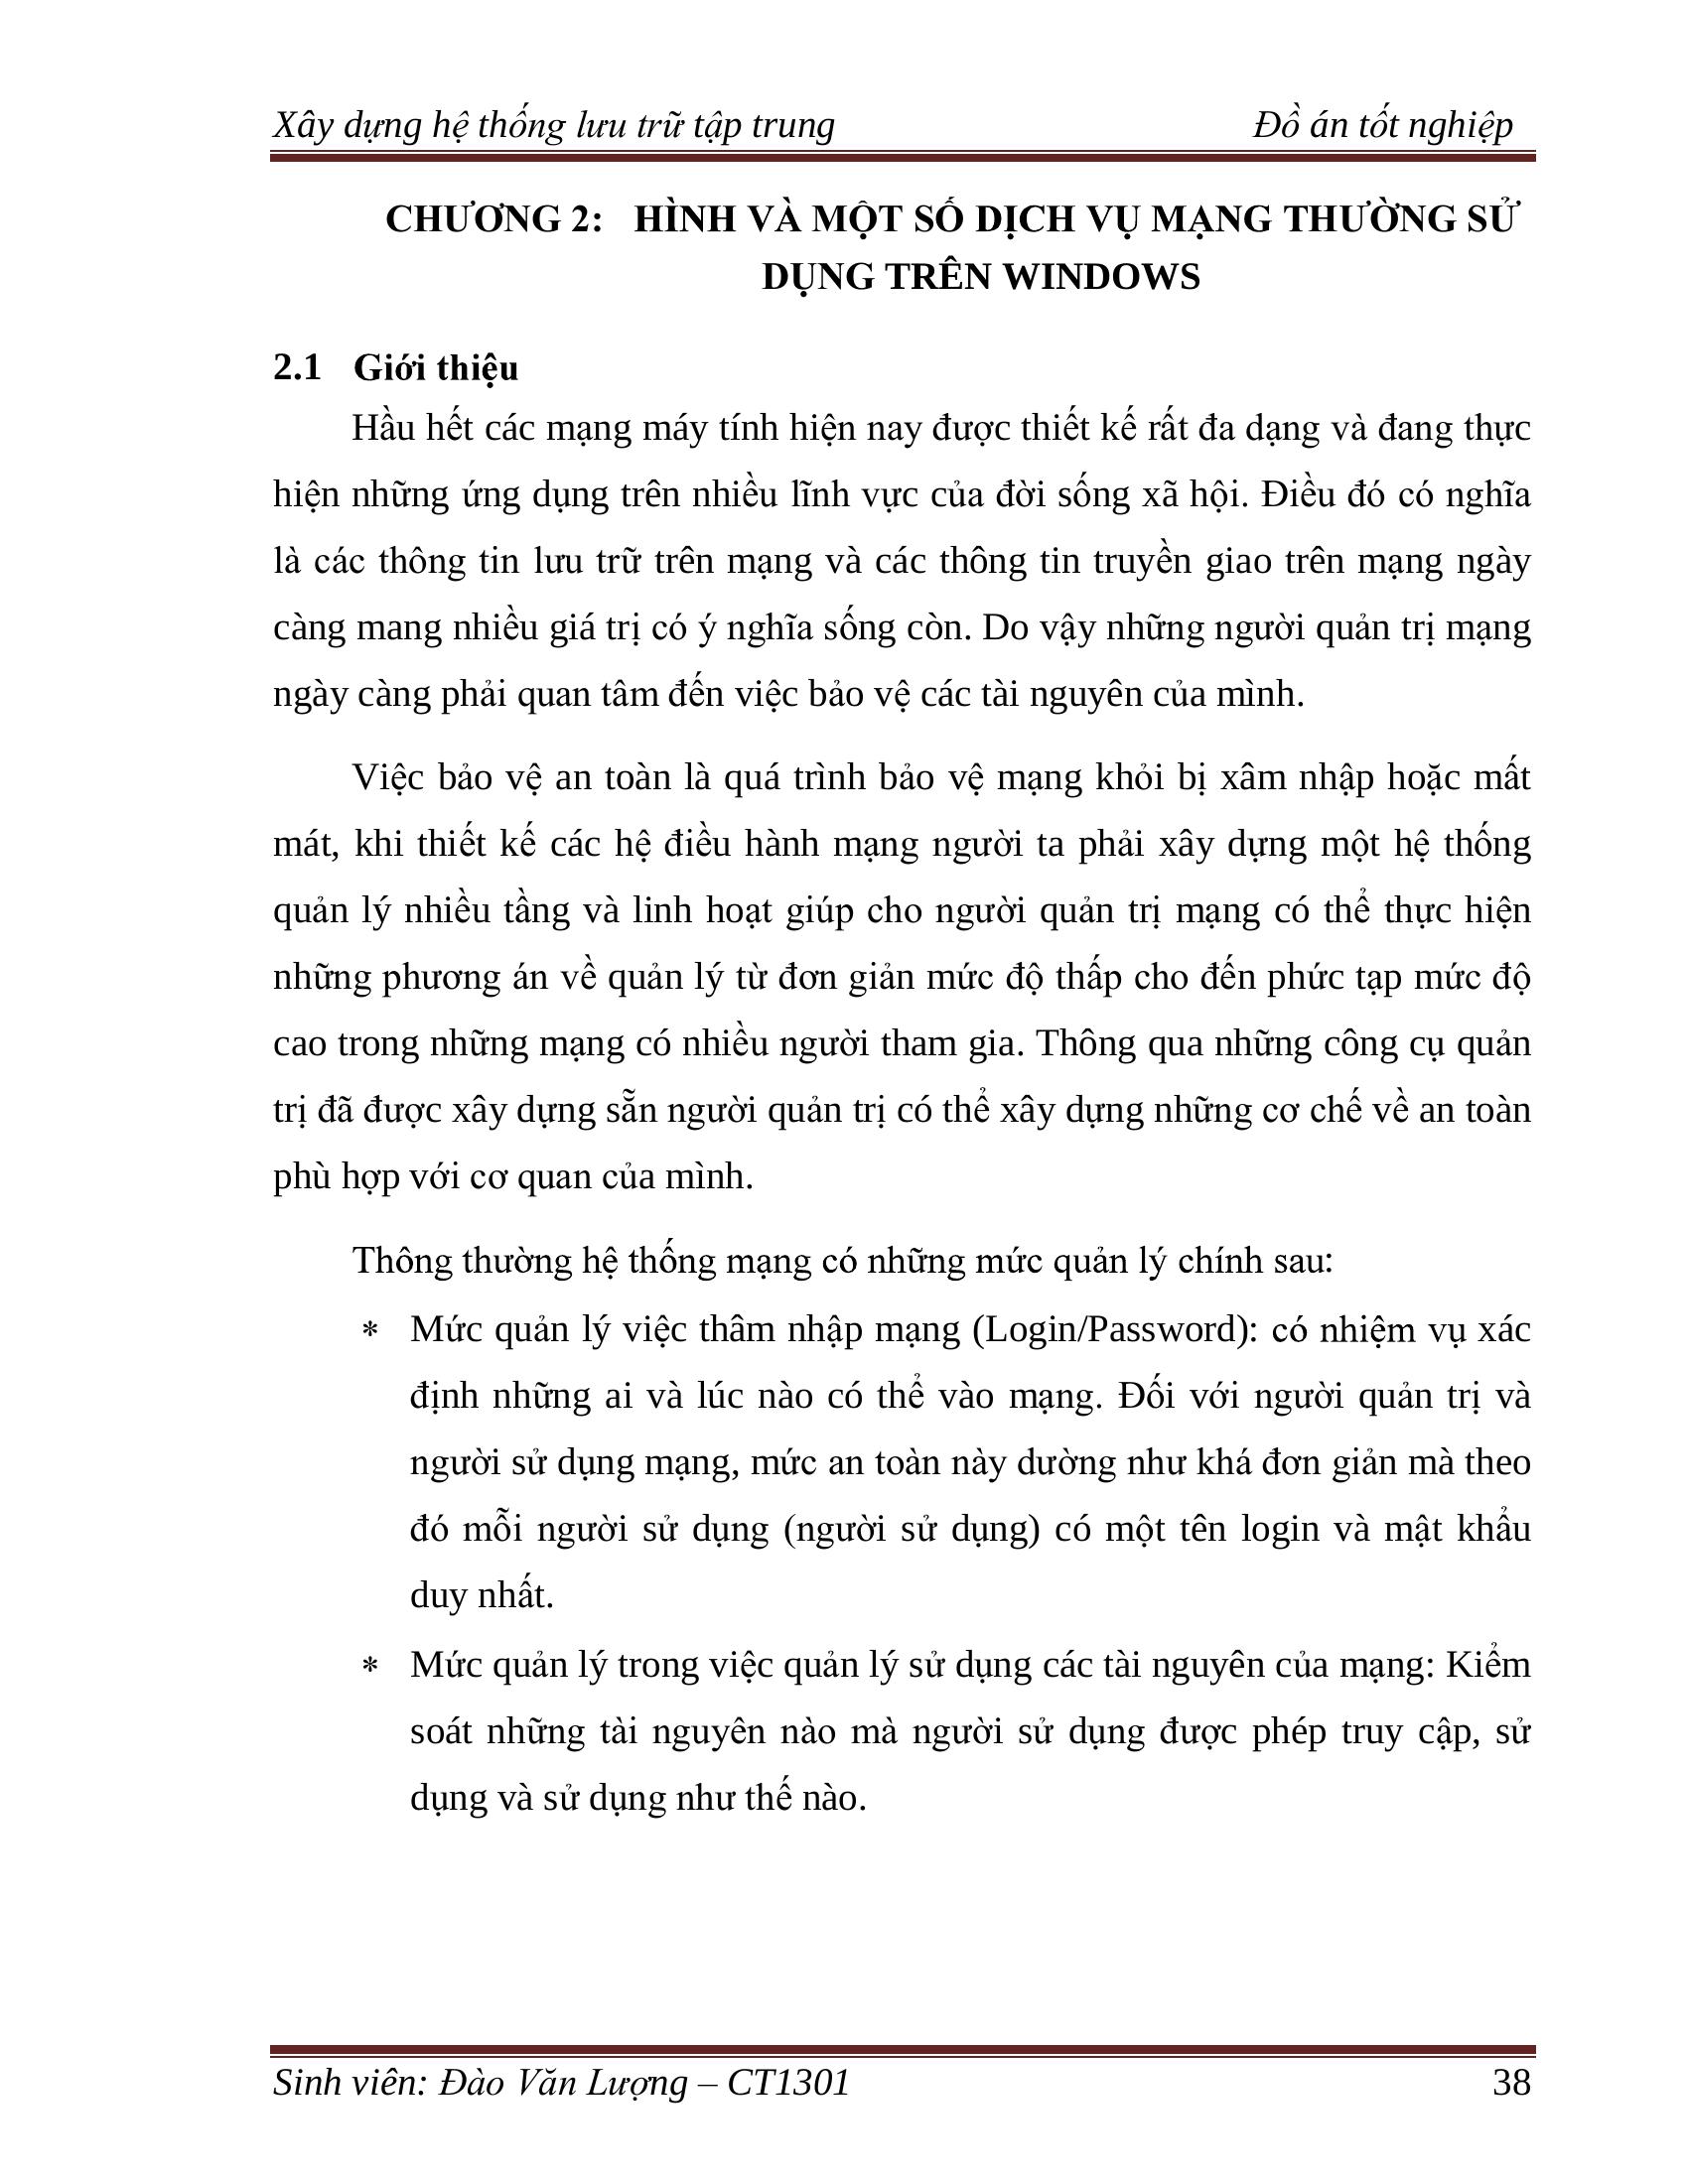 Xây dựng hệ thống lưu trữ tập trung Đồ án tốt nghiệp
CHƯƠNG 2: HÌNH VÀ MỘT SỐ DỊCH VỤ MẠNG THƯỜNG SỬ
DỤNG TRÊN WINDOWS
2.1 Giới thiệu
Hầu hết các mạng máy tính hiện nay được thiết kế rất đa dạng và đang thực
hiện những ứng dụng trên nhiều lĩnh vực của đời sống xã hội. Điều đó có nghĩa
là các thông tin lưu trữ trên mạng và các thông tin truyền giao trên mạng ngày
càng mang nhiều giá trị có ý nghĩa sống còn. Do vậy những người quản trị mạng
ngày càng phải quan tâm đến việc bảo vệ các tài nguyên của mình.
Việc bảo vệ an toàn là quá trình bảo vệ mạng khỏi bị xâm nhập hoặc mất
mát, khi thiết kế các hệ điều hành mạng người ta phải xây dựng một hệ thống
quản lý nhiều tầng và linh hoạt giúp cho người quản trị mạng có thể thực hiện
những phương án về quản lý từ đơn giản mức độ thấp cho đến phức tạp mức độ
cao trong những mạng có nhiều người tham gia. Thông qua những công cụ quản
trị đã được xây dựng sẵn người quản trị có thể xây dựng những cơ chế về an toàn
phù hợp với cơ quan của mình.
Thông thường hệ thống mạng có những mức quản lý chính sau:
* Mức quản lý việc thâm nhập mạng (Login/Password): có nhiệm vụ xác
định những ai và lúc nào có thể vào mạng. Đối với người quản trị và
người sử dụng mạng, mức an toàn này dường như khá đơn giản mà theo
đó mỗi người sử dụng (người sử dụng) có một tên login và mật khẩu
duy nhất.
* Mức quản lý trong việc quản lý sử dụng các tài nguyên của mạng: Kiểm
soát những tài nguyên nào mà người sử dụng được phép truy cập, sử
dụng và sử dụng như thế nào.
Sinh viên: Đào Văn Lượng – CT1301 38